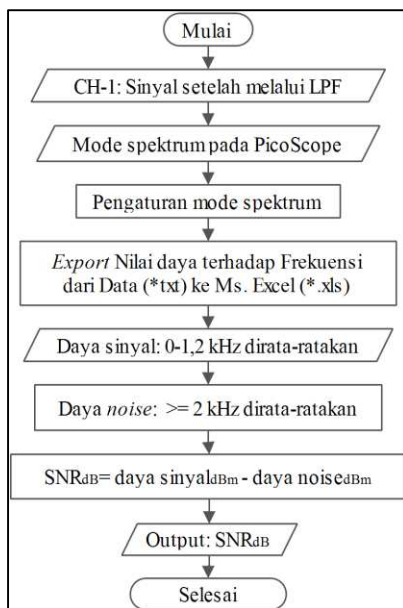 Mulai
CH-1: Sinyal setelah melalui LPF
Mode spektrum pada PicoScope
Pengaturan mode spektrum
Export Nilai daya terhadap Frekuensi
dari Data (*txt) ke Ms. Excel (*.xls)
Daya sinyal: 0-1,2 kHz dirata-ratakan
Daya noise: >= 2 kHz dirata-ratakan
SNRdB= daya sinyaldBm - daya noisedBm
Output: SNRdB
Selesai